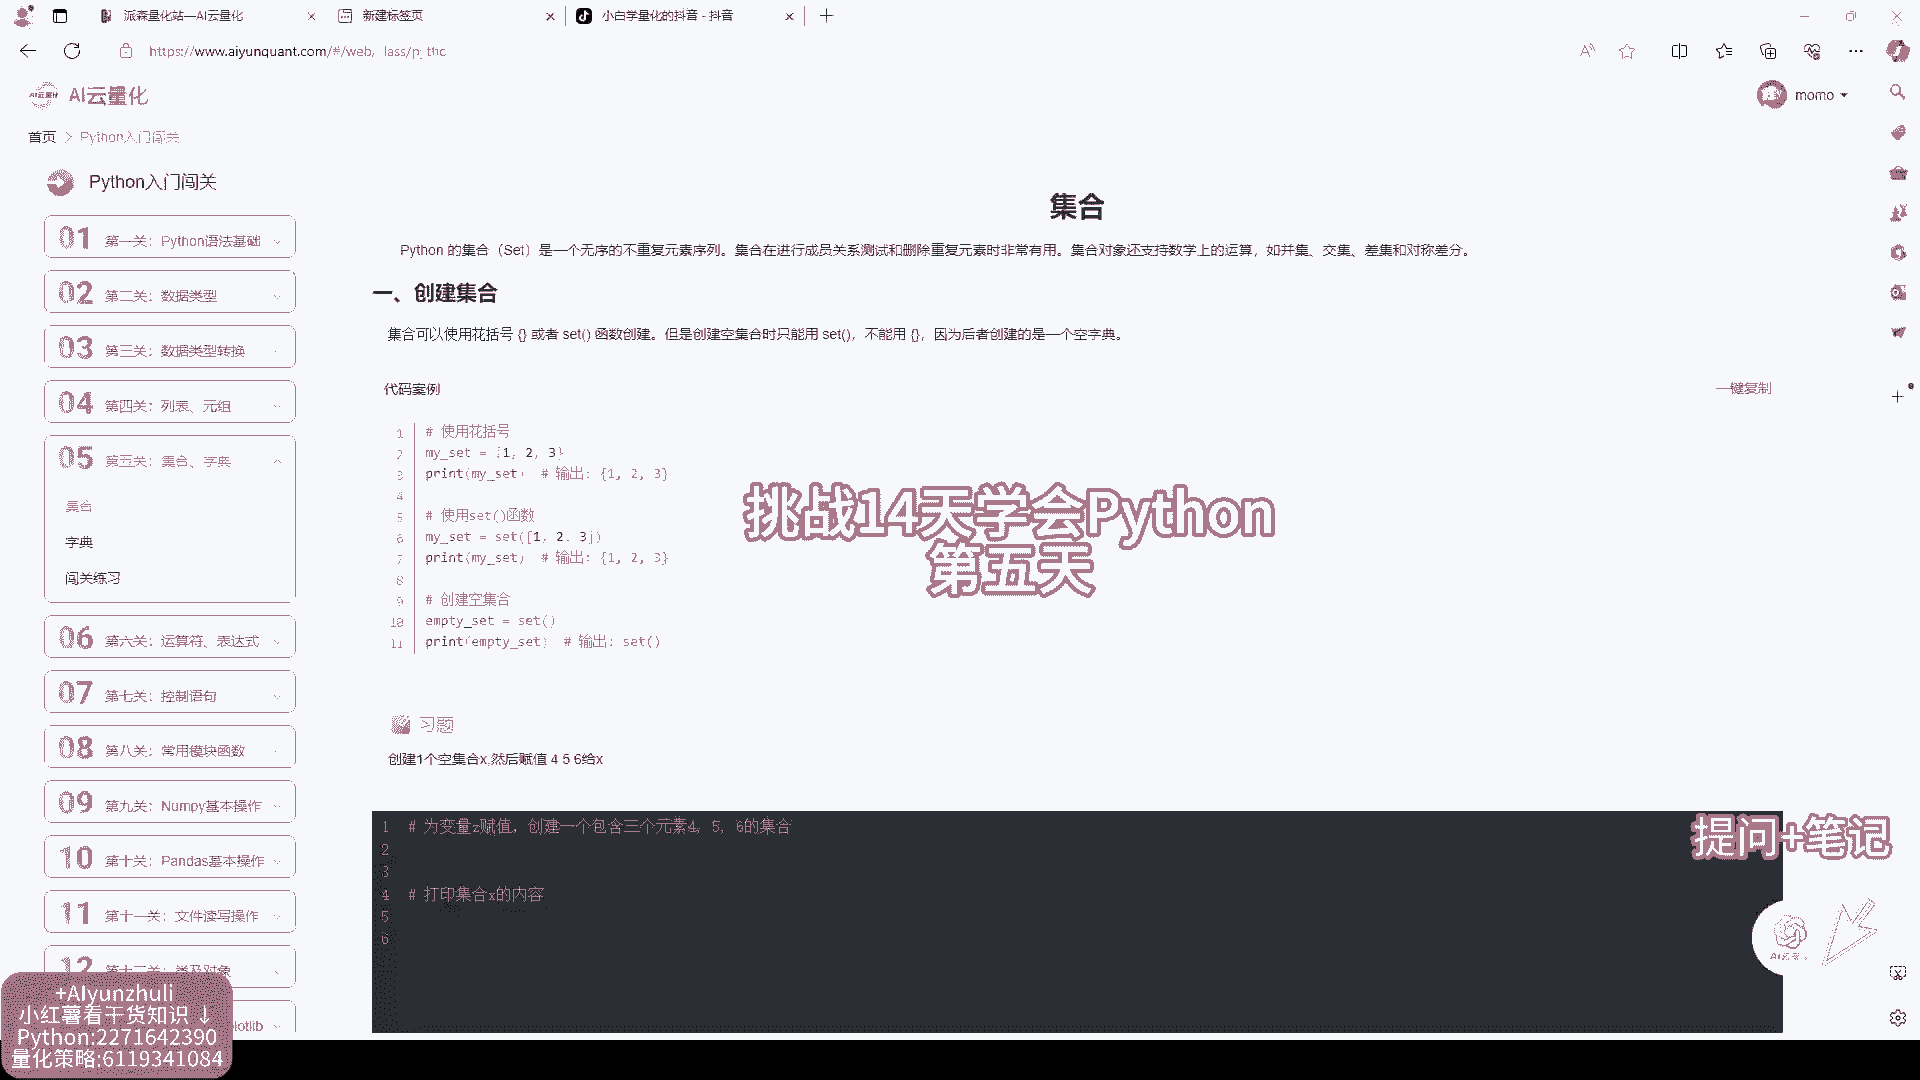 派森量化站—AI云量化
新建标签页
小白学量化的抖音 - 抖音
https://www.aiyunquant.com/#/web,
AI云量化
momo
首页 > Python入门闯关
Python入门闯关
01 第一关：Python语法基础
02 第二关：数据类型
03 第三关：数据类型转换
04 第四关：列表、元组
05 第五关：集合、字典
集合
字典
闯关练习
06 第六关：运算符、表达式
07 第七关：控制语句
08 第八关：常用模块函数
09 第九关：Numpy基本操作
10 第十关：Pandas基本操作
11 第十一关：文件读写操作
12 第十二关：类及对象
集合
Python 的集合（Set）是一个无序的不重复元素序列。集合在进行成员关系测试和删除重复元素时非常有用。集合对象还支持数学上的运算，如并集、交集、差集和对称差分。
一、创建集合
集合可以使用花括号 {} 或者 set() 函数创建。但是创建空集合时只能用 set()，不能用 {}，因为后者创建的是一个空字典。
代码案例
一键复制
1 # 使用花括号
2 my_set = {1, 2, 3}
3 print(my_set) # 输出: {1, 2, 3}
4
5 # 使用set()函数
6 my_set = set([1, 2, 3])
7 print(my_set) # 输出: {1, 2, 3}
8
9 # 创建空集合
10 empty_set = set()
11 print(empty_set) # 输出: set()
挑战14天学会Python
第五天
习题
创建1个空集合x,然后赋值 4 5 6给x
1 # 为变量z赋值，创建一个包含三个元素4, 5, 6的集合
2
3
4 # 打印集合x的内容
5
6
提问+笔记
+AIyunzhuli
小红薯看干货知识 ↓
Python:2271642390
量化策略:6119341084